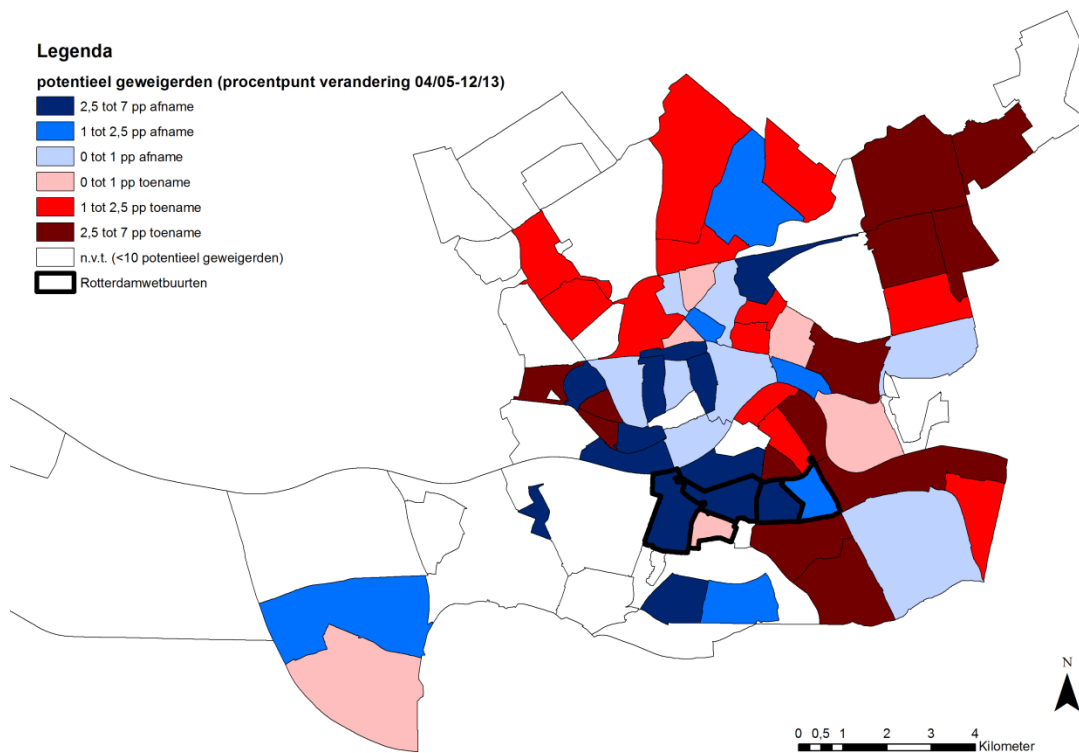 Legenda
potentieel geweigerden (procentpunt verandering 04/05-12/13)
2,5 tot 7 pp afname
1 tot 2,5 pp afname
0 tot 1 pp afname
0 tot 1 pp toename
1 tot 2,5 pp toename
2,5 tot 7 pp toename
n.v.t. (<10 potentieel geweigerden)
Rotterdamwetbuurten
N
0 0,5 1 2 3 4
Kilometer